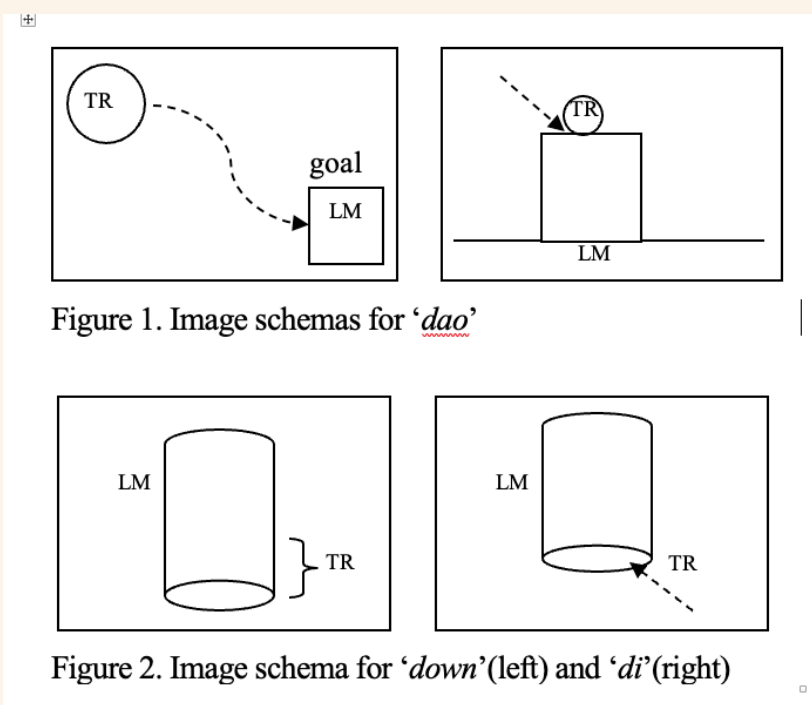 TR
goal
LM
TR
LM
Figure 1. Image schemas for ‘dao’
LM
TR
LM
TR
Figure 2. Image schema for ‘down’(left) and ‘di’(right)